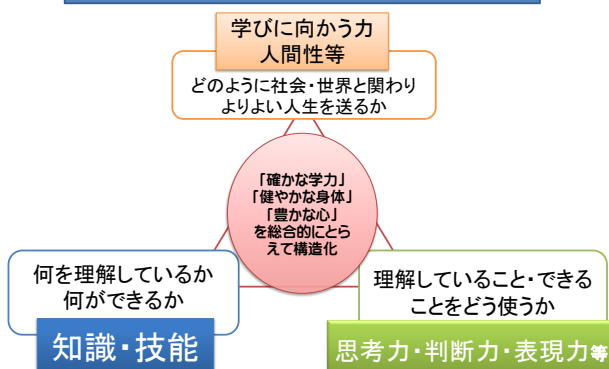 学びに向かう力
人間性等
どのように社会・世界と関わり
よりよい人生を送るか
「確かな学力」
「健やかな身体」
「豊かな心」
を総合的にとら
えて構造化
何を理解しているか
何ができるか
知識・技能
理解していること・できる
ことをどう使うか
思考力・判断力・表現力等